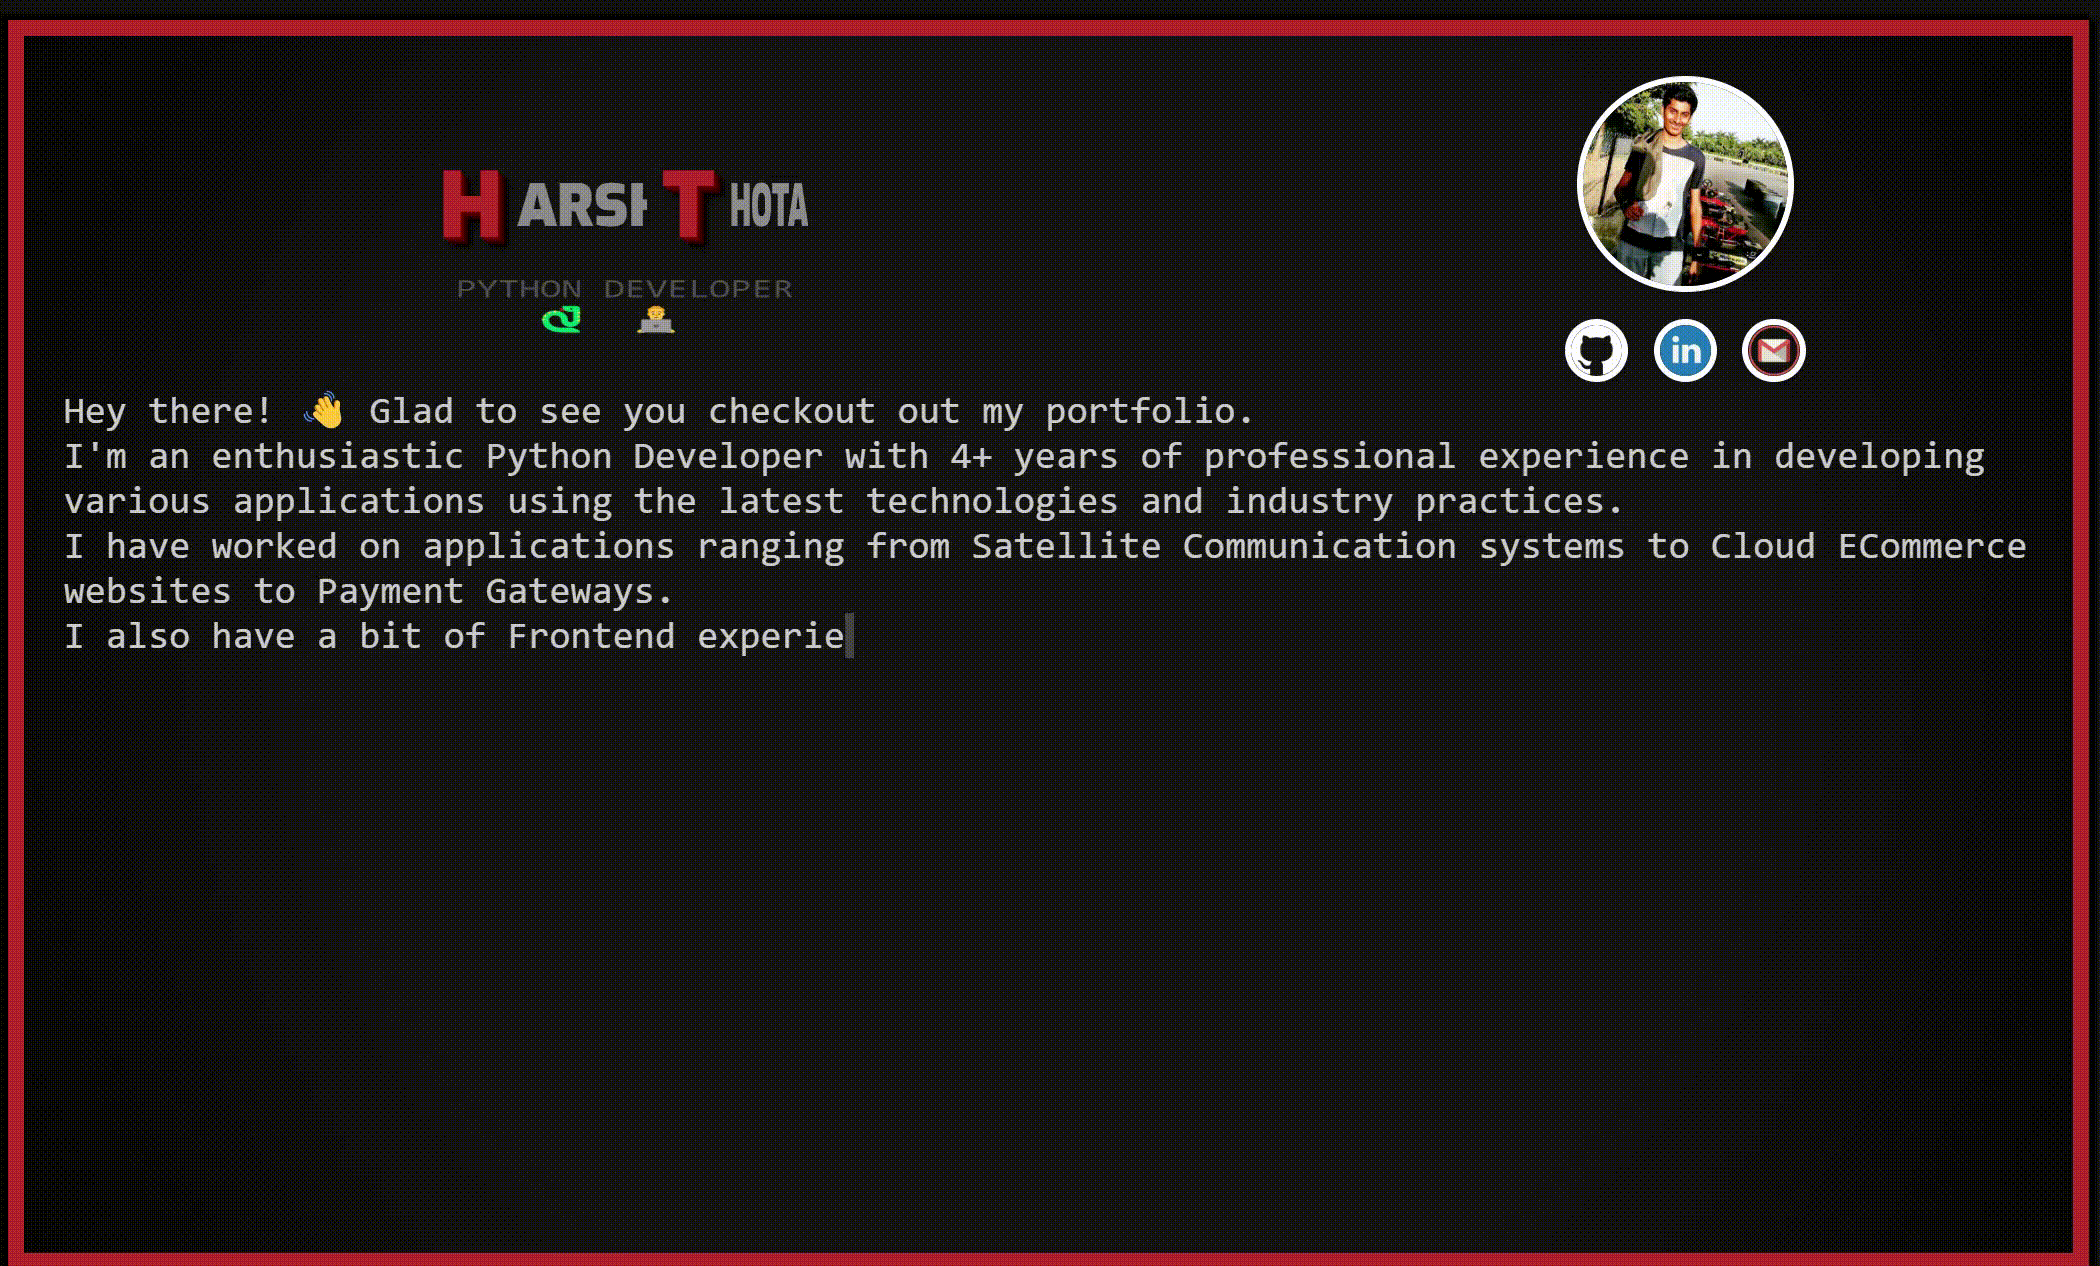 HARSH THOTA
PYTHON DEVELOPER
in
Hey there! 👋 Glad to see you checkout out my portfolio.
I'm an enthusiastic Python Developer with 4+ years of professional experience in developing
various applications using the latest technologies and industry practices.
I have worked on applications ranging from Satellite Communication systems to Cloud ECommerce
websites to Payment Gateways.
I also have a bit of Frontend experie